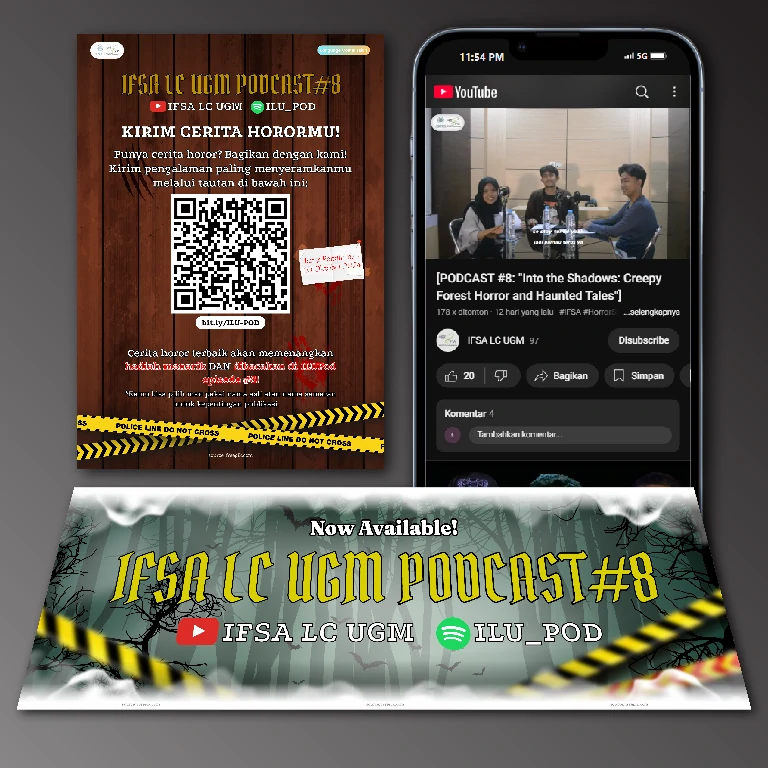 IFSA LC UGM PODCAST#8
IFSA LC UGM ILU_POD
KIRIM CERITA HORORMU!
Punya cerita horor? Bagikan dengan kami!
Kirim pengalaman paling menyeramkanmu
melalui tautan di bawah ini:
bit.ly/ILU-POD
Cerita horor terbaik akan memenangkan
hadiah menarik DAN dibacakan di ILUPod
episode #8!
POLICE LINE DO NOT CROSS POLICE LINE DO NOT CROSS
11:54 PM 5G
YouTube
[PODCAST #8: "Into the Shadows: Creepy
Forest Horror and Haunted Tales"]
178 x ditonton · 12 hari yang lalu #IFSA #Horror ...selengkapnya
IFSA LC UGM 97 Disubscribe
20 Bagikan Simpan
Komentar 4
Tambahkan komentar...
Now Available!
IFSA LC UGM PODCAST#8
IFSA LC UGM ILU_POD